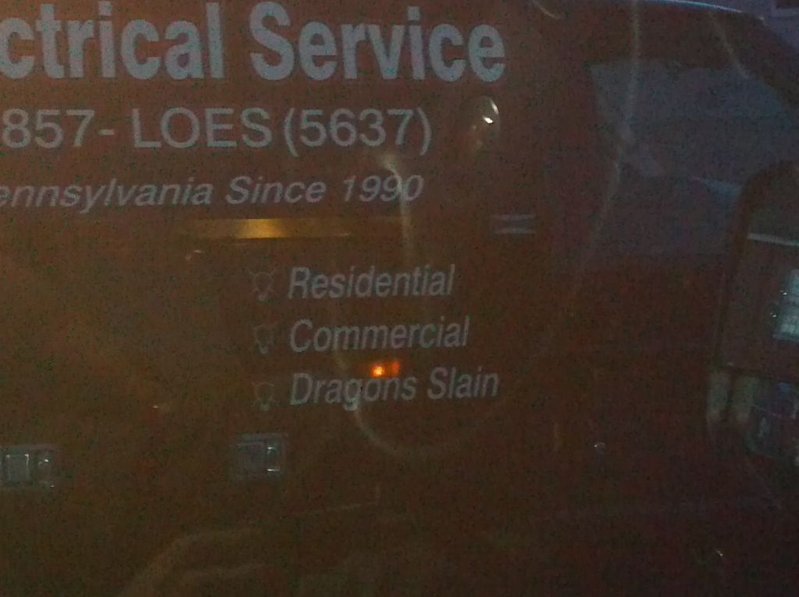 ctrical Service
857- LOES (5637)
ennsylvania Since 1990
Residential
Commercial
Dragons Slain